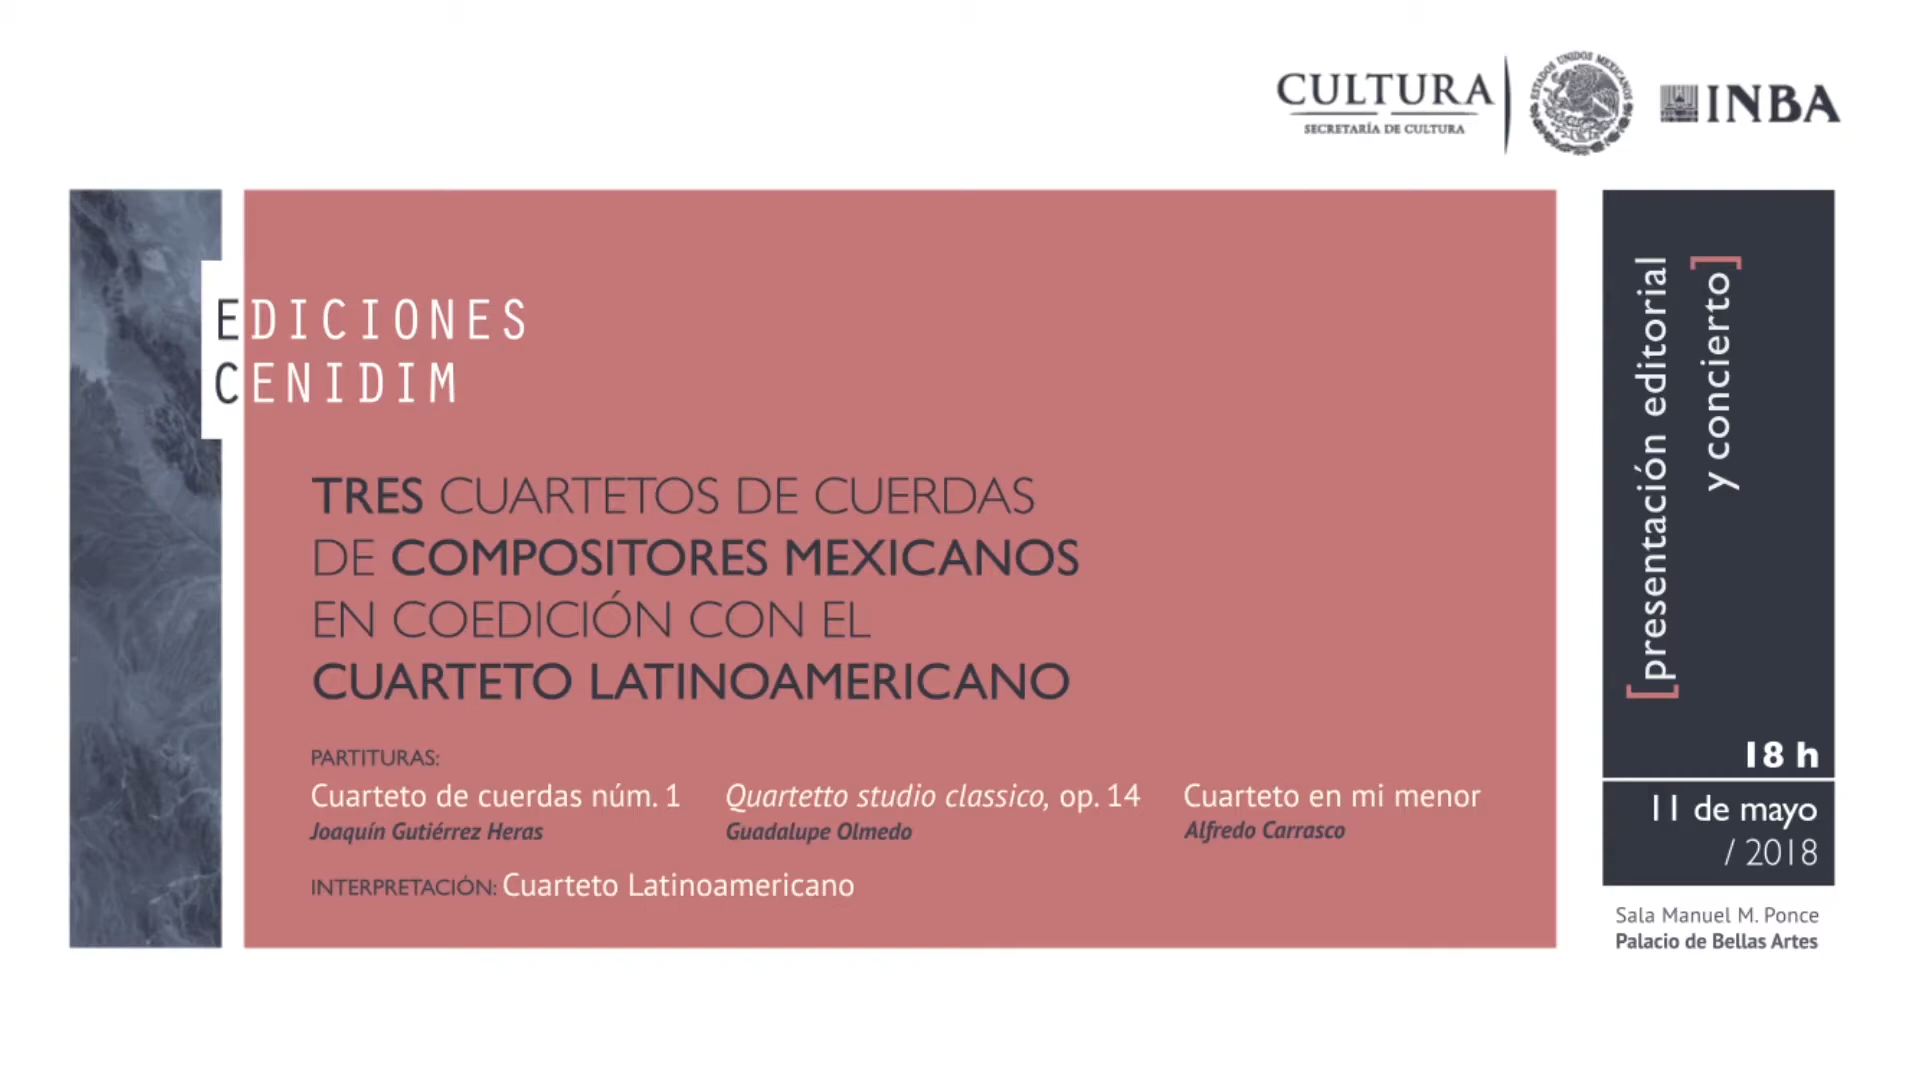 CULTURA
SECRETARÍA DE CULTURA
ESTADOS UNIDOS MEXICANOS
INBA
EDICIONES
CENIDIM
TRES CUARTETOS DE CUERDAS
DE COMPOSITORES MEXICANOS
EN COEDICIÓN CON EL
CUARTETO LATINOAMERICANO
PARTITURAS:
Cuarteto de cuerdas núm. 1
Joaquín Gutiérrez Heras
Quartetto studio classico, op. 14
Guadalupe Olmedo
Cuarteto en mi menor
Alfredo Carrasco
INTERPRETACIÓN: Cuarteto Latinoamericano
[presentación editorial
y concierto]
18 h
11 de mayo
/ 2018
Sala Manuel M. Ponce
Palacio de Bellas Artes